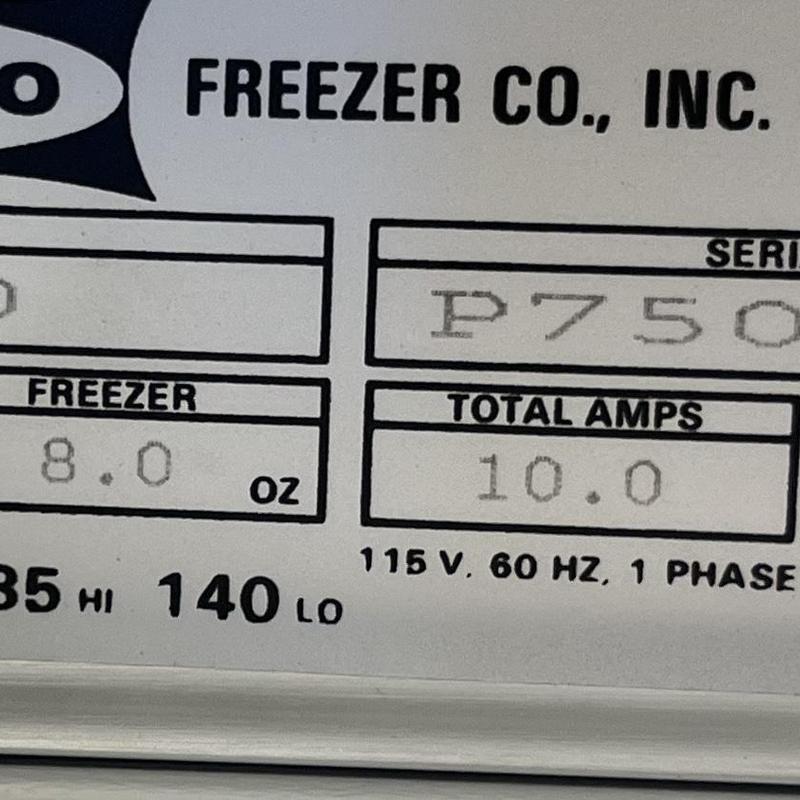 O FREEZER CO., INC.
SERI
P750
FREEZER
8.0 OZ
TOTAL AMPS
10.0
115 V. 60 HZ, 1 PHASE
35 HI 140 LO